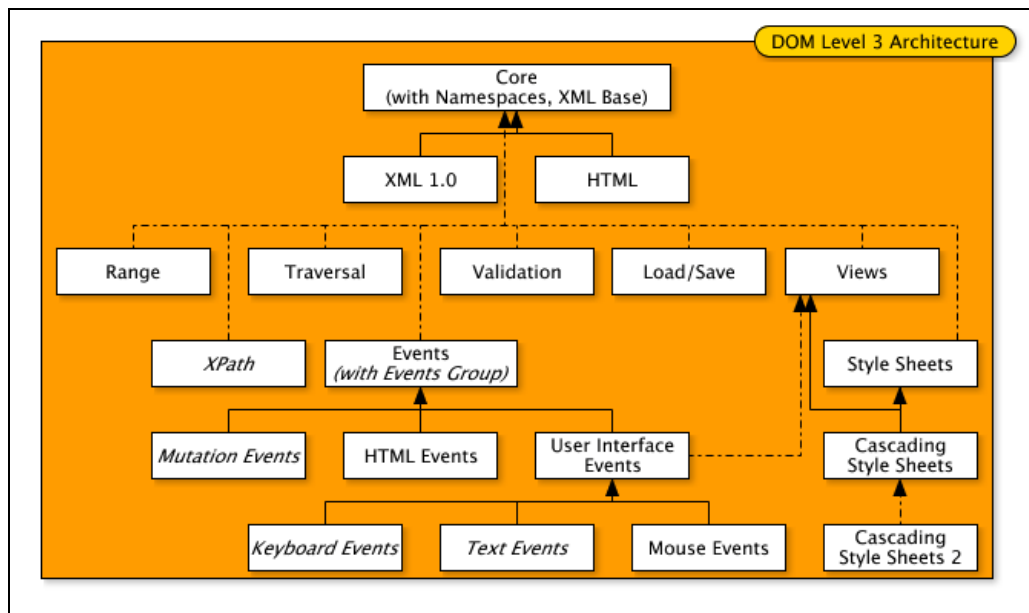 DOM Level 3 Architecture
Core
(with Namespaces, XML Base)
XML 1.0
HTML
Range
Traversal
Validation
Load/Save
Views
XPath
Events
(with Events Group)
Style Sheets
Mutation Events
HTML Events
User Interface
Events
Cascading
Style Sheets
Keyboard Events
Text Events
Mouse Events
Cascading
Style Sheets 2